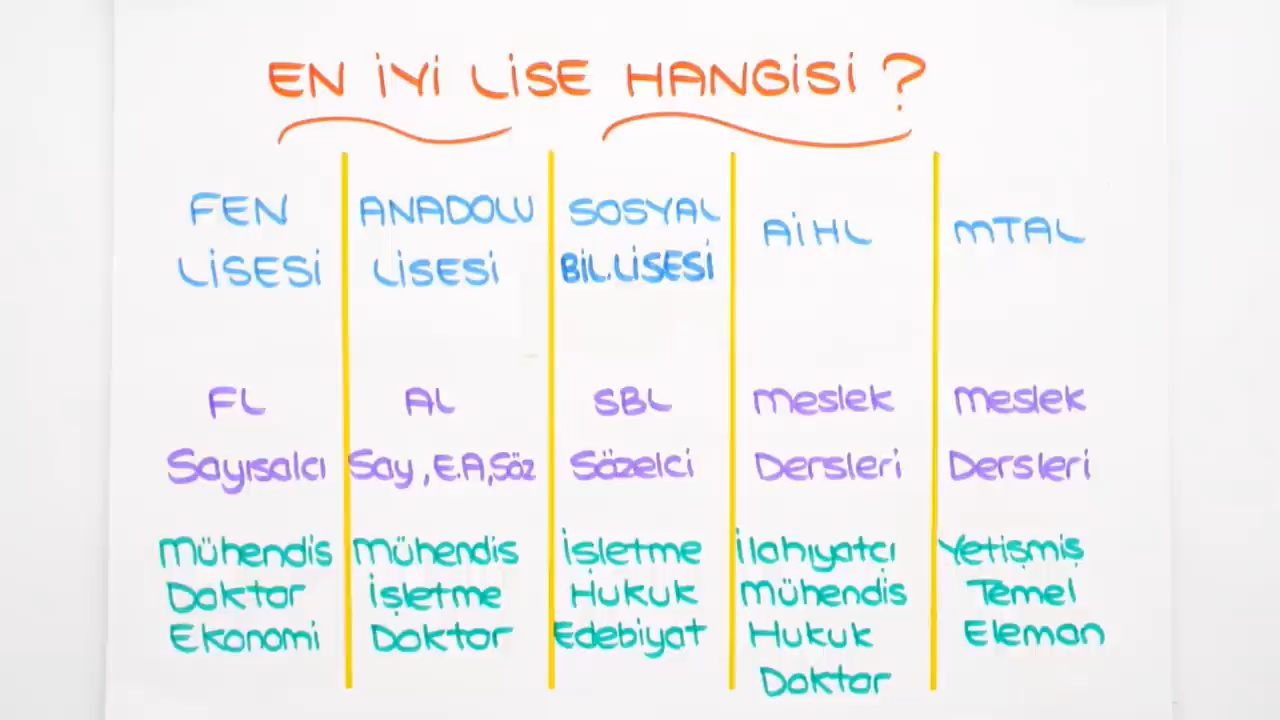 EN İYİ LİSE HANGİSİ ?
FEN
LİSESİ
FL
Sayısalcı
Mühendis
Doktor
Ekonomi
ANADOLU
LİSESİ
AL
Say, E.A, Söz
Mühendis
İşletme
Doktor
SOSYAL
BİL.LİSESİ
SBL
Sözelci
İşletme
Hukuk
Edebiyat
AİHL
Meslek
Dersleri
İlahiyatçı
Mühendis
Hukuk
Doktor
MTAL
Meslek
Dersleri
Yetişmiş
Temel
Eleman